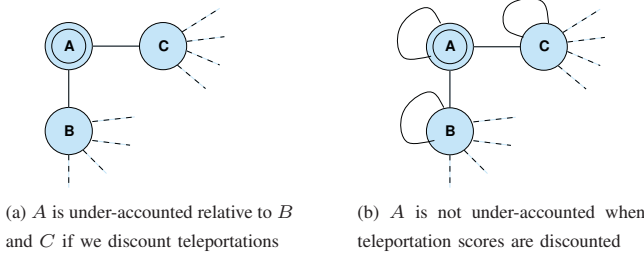 A C
B
A C
B
(a) A is under-accounted relative to B
and C if we discount teleportations
(b) A is not under-accounted when
teleportation scores are discounted